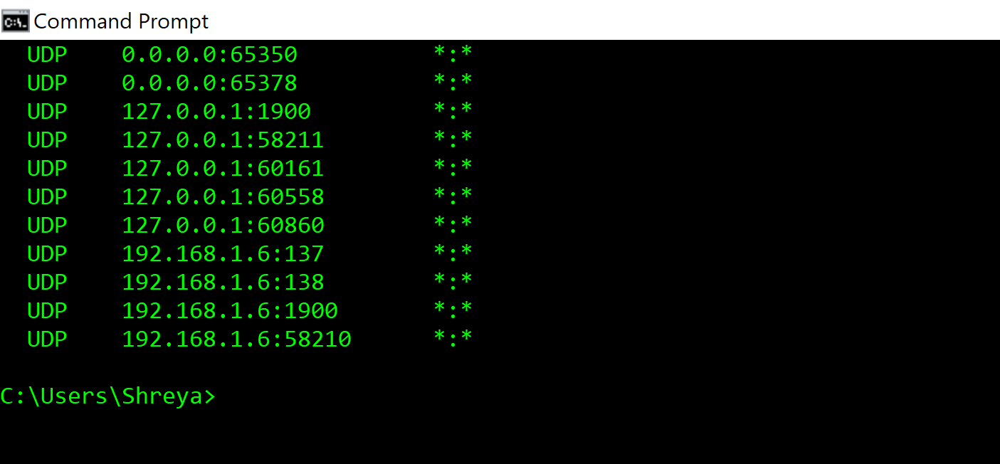 Command Prompt
UDP    0.0.0.0:65350          *:*
UDP    0.0.0.0:65378          *:*
UDP    127.0.0.1:1900         *:*
UDP    127.0.0.1:58211        *:*
UDP    127.0.0.1:60161        *:*
UDP    127.0.0.1:60558        *:*
UDP    127.0.0.1:60860        *:*
UDP    192.168.1.6:137        *:*
UDP    192.168.1.6:138        *:*
UDP    192.168.1.6:1900       *:*
UDP    192.168.1.6:58210      *:*
C:\Users\Shreya>